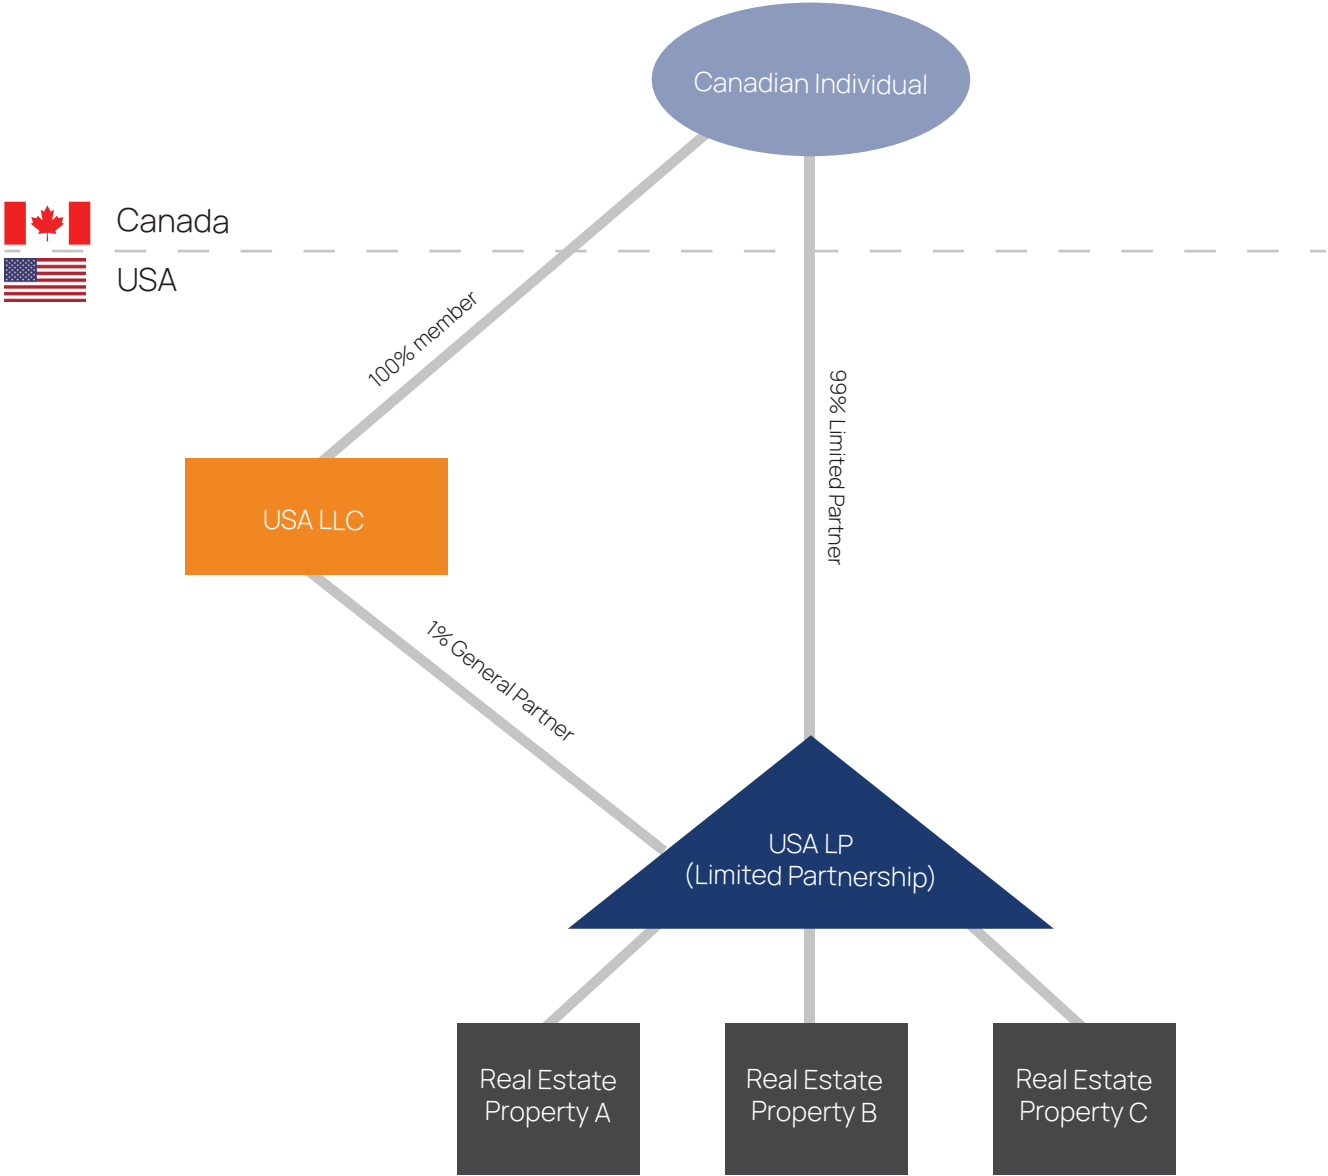 Canadian Individual
Canada
USA
100% member
99% Limited Partner
USA LLC
1% General Partner
USA LP
(Limited Partnership)
Real Estate
Property A
Real Estate
Property B
Real Estate
Property C